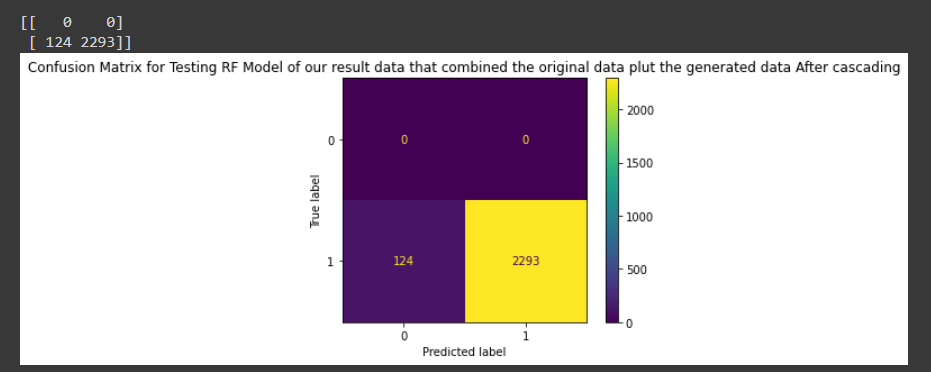 [[   0    0]
 [ 124 2293]]
Confusion Matrix for Testing RF Model of our result data that combined the original data plut the generated data After cascading
0
0
0
1
124
2293
0
1
Predicted label
True label
2000
1500
1000
500
0